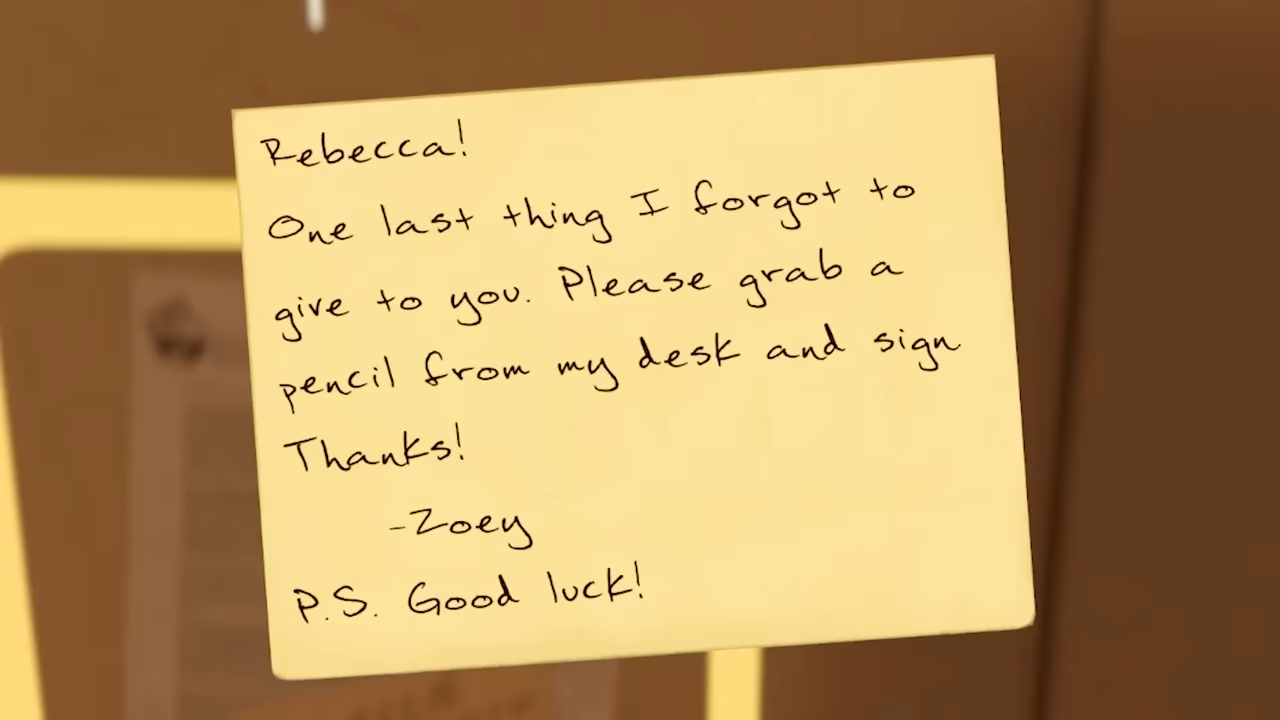 Rebecca!
One last thing I forgot to
give to you. Please grab a
pencil from my desk and sign
Thanks!
-Zoey
P.S. Good luck!